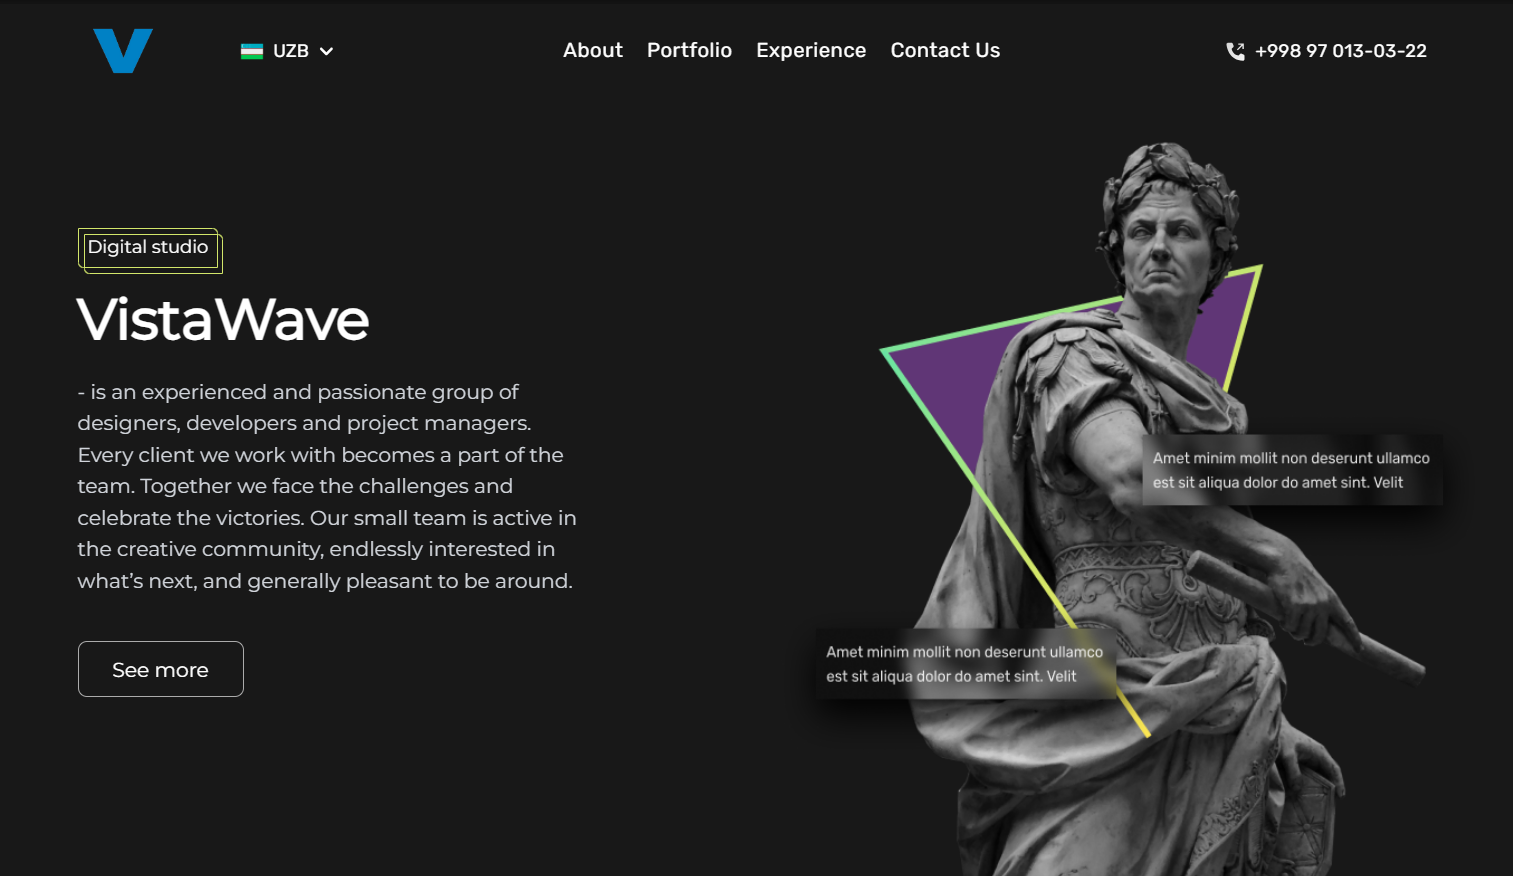 V
UZB
About Portfolio Experience Contact Us
+998 97 013-03-22
Digital studio
VistaWave
- is an experienced and passionate group of
designers, developers and project managers.
Every client we work with becomes a part of the
team. Together we face the challenges and
celebrate the victories. Our small team is active in
the creative community, endlessly interested in
what’s next, and generally pleasant to be around.
See more
Amet minim mollit non deserunt ullamco
est sit aliqua dolor do amet sint. Velit
Amet minim mollit non deserunt ullamco
est sit aliqua dolor do amet sint. Velit